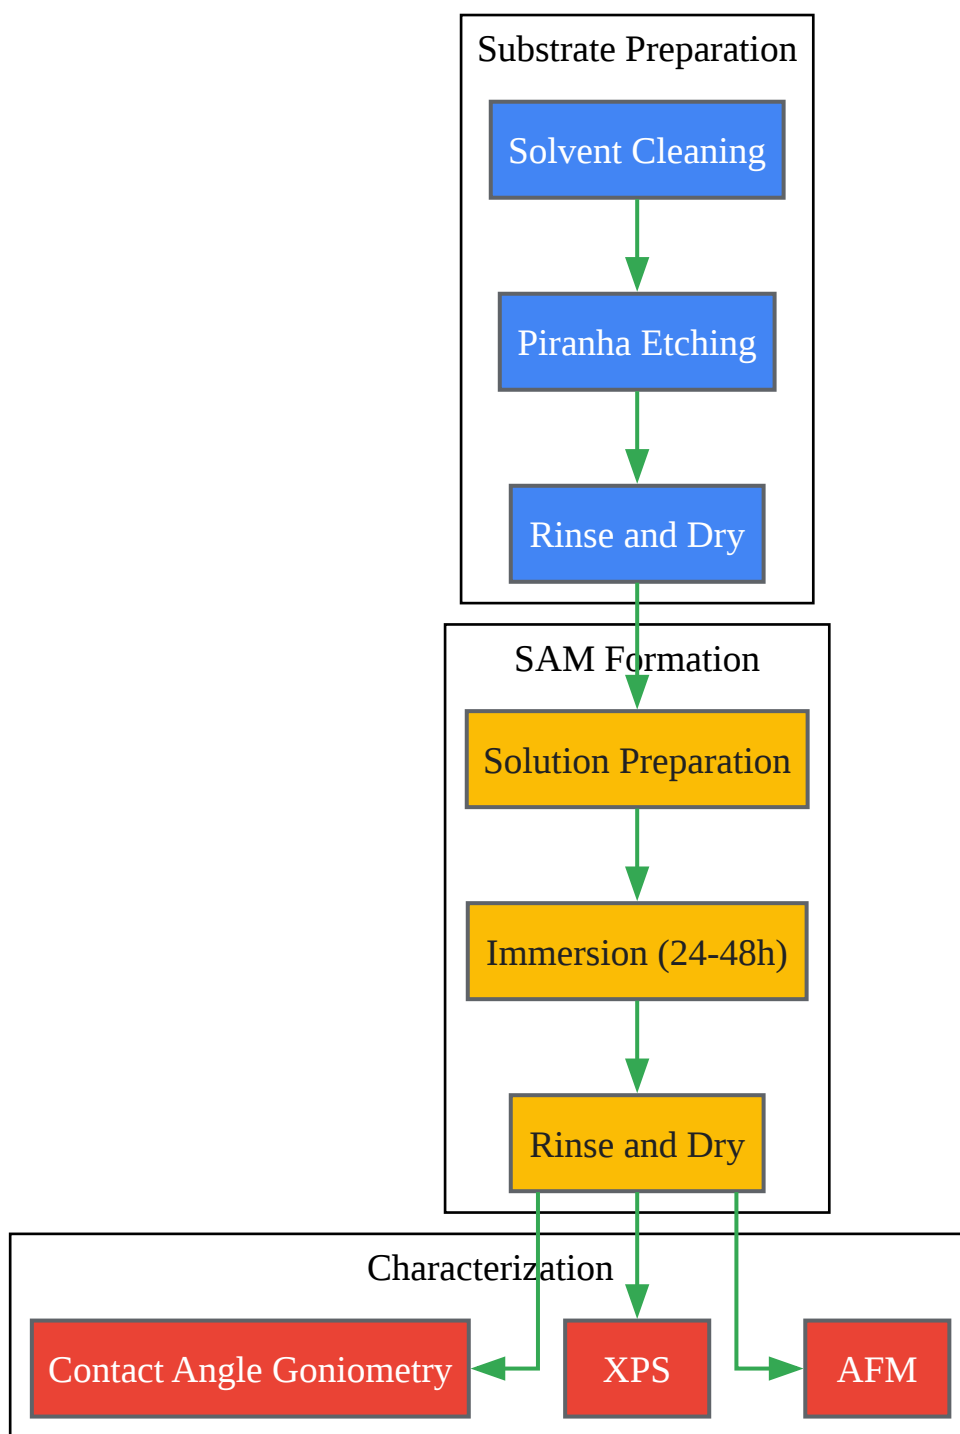 Substrate Preparation
Solvent Cleaning
Piranha Etching
Rinse and Dry
SAM Formation
Solution Preparation
Immersion (24-48h)
Rinse and Dry
Characterization
Contact Angle Goniometry
XPS
AFM